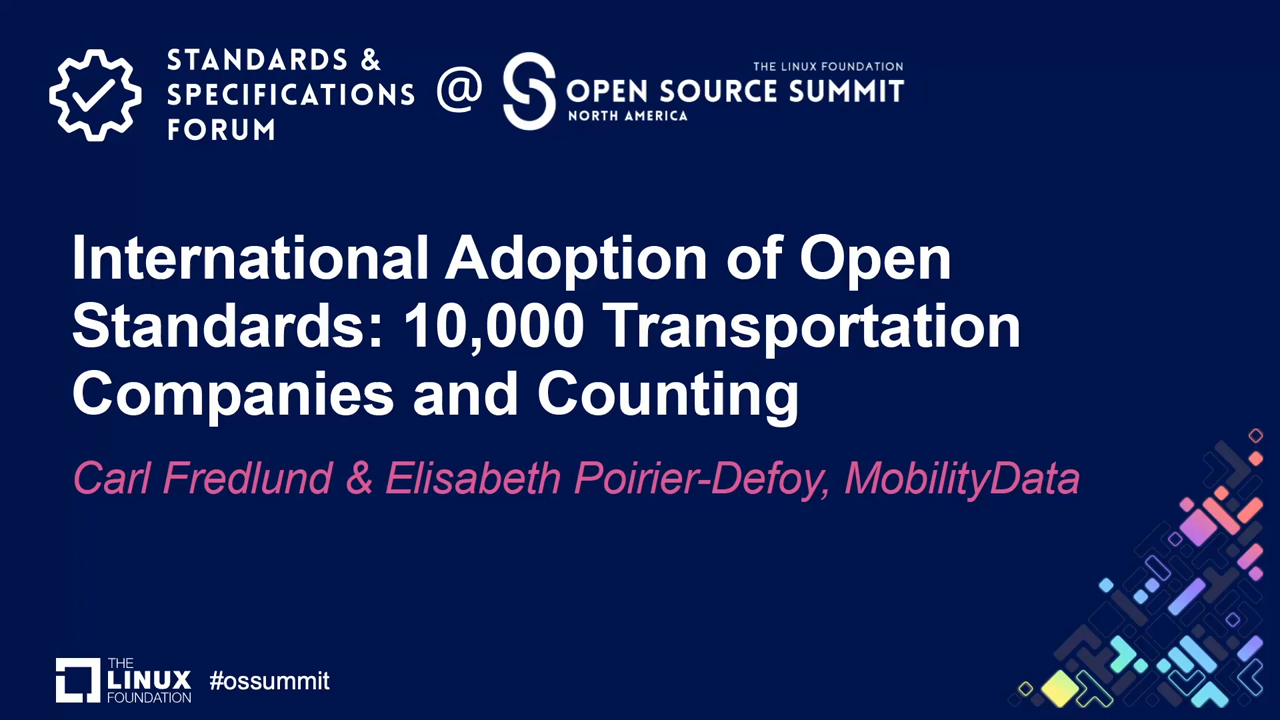 STANDARDS &
SPECIFICATIONS
FORUM
@
THE LINUX FOUNDATION
OPEN SOURCE SUMMIT
NORTH AMERICA
International Adoption of Open
Standards: 10,000 Transportation
Companies and Counting
Carl Fredlund & Elisabeth Poirier-Defoy, MobilityData
THE
LINUX
FOUNDATION
#ossummit